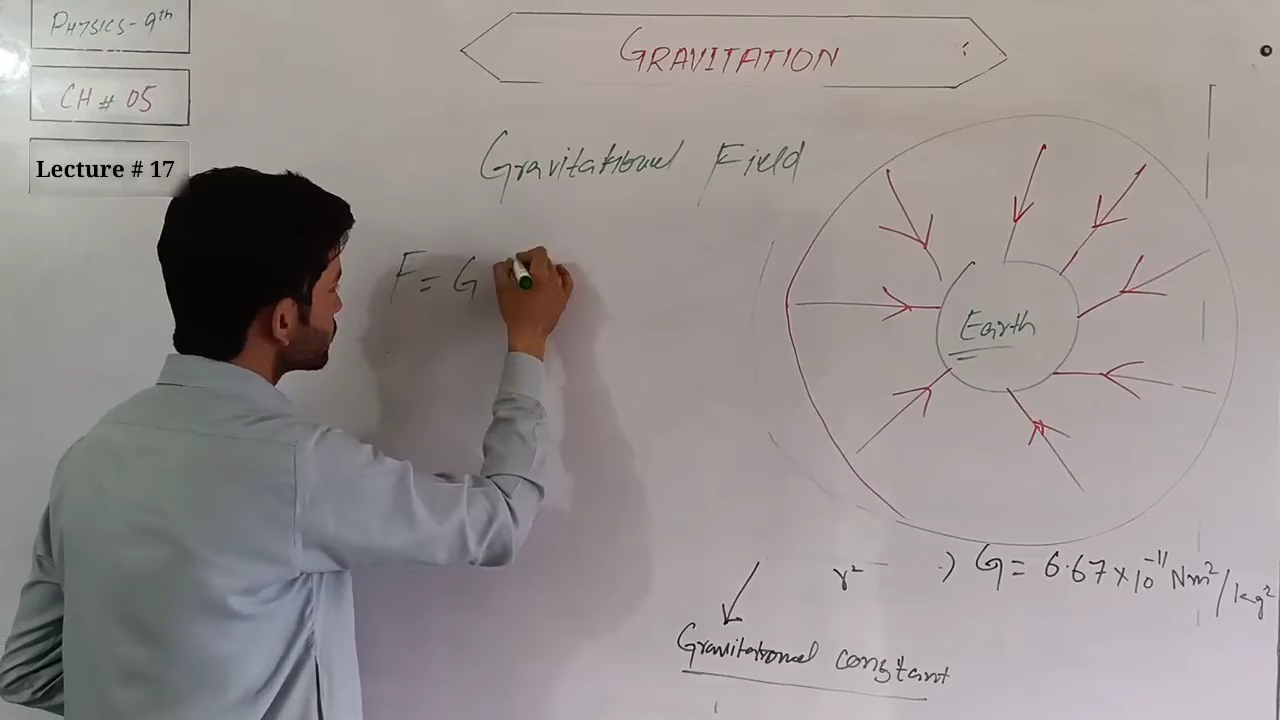 PHYSICS-9th
CH # 05
Lecture # 17
GRAVITATION
Gravitational Field
F = G
Earth
r²
G = 6.67 × 10⁻¹¹ Nm²/kg²
Gravitational constant